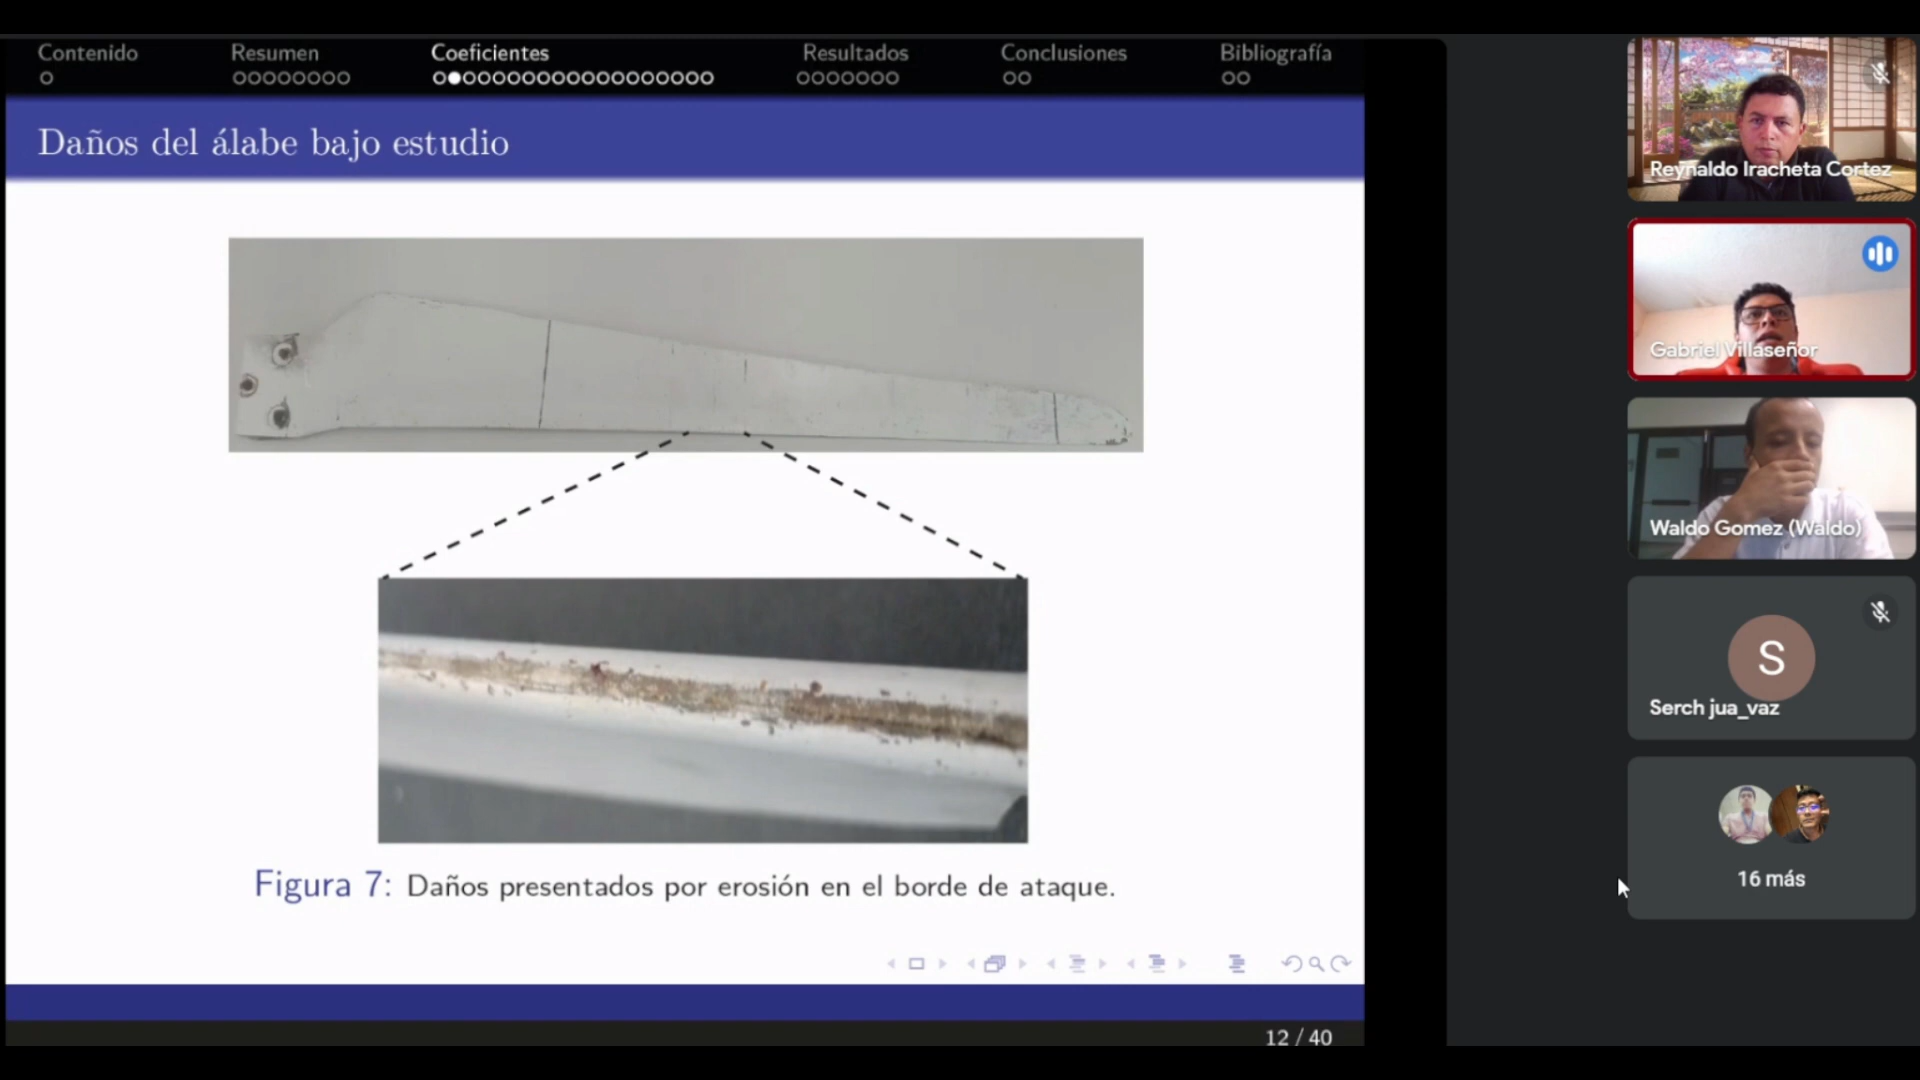 Contenido
Resumen
Coeficientes
Resultados
Conclusiones
Bibliografía
Daños del álabe bajo estudio
Figura 7: Daños presentados por erosión en el borde de ataque.
12 / 40
Reynaldo Iracheta Cortez
Gabriel Villaseñor
Waldo Gomez (Waldo)
S
Serch jua_vaz
16 más